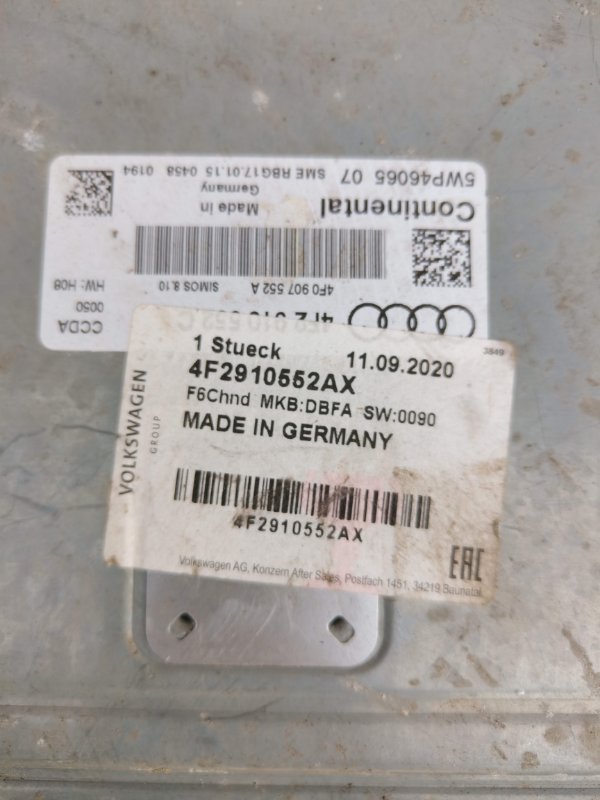 5WP46065 07 SME RBG17.01.15 0458 0194
Continental
Made in
Germany
4F0 907 552 A SIMOS 8.10
HW: H08
0050
CCDA
3849
1 Stueck 11.09.2020
4F2910552AX
F6Chnd MKB:DBFA SW:0090
MADE IN GERMANY
VOLKSWAGEN
GROUP
4F2910552AX
EAC
Volkswagen AG, Konzern After Sales, Postfach 1451, 34219 Baunatal